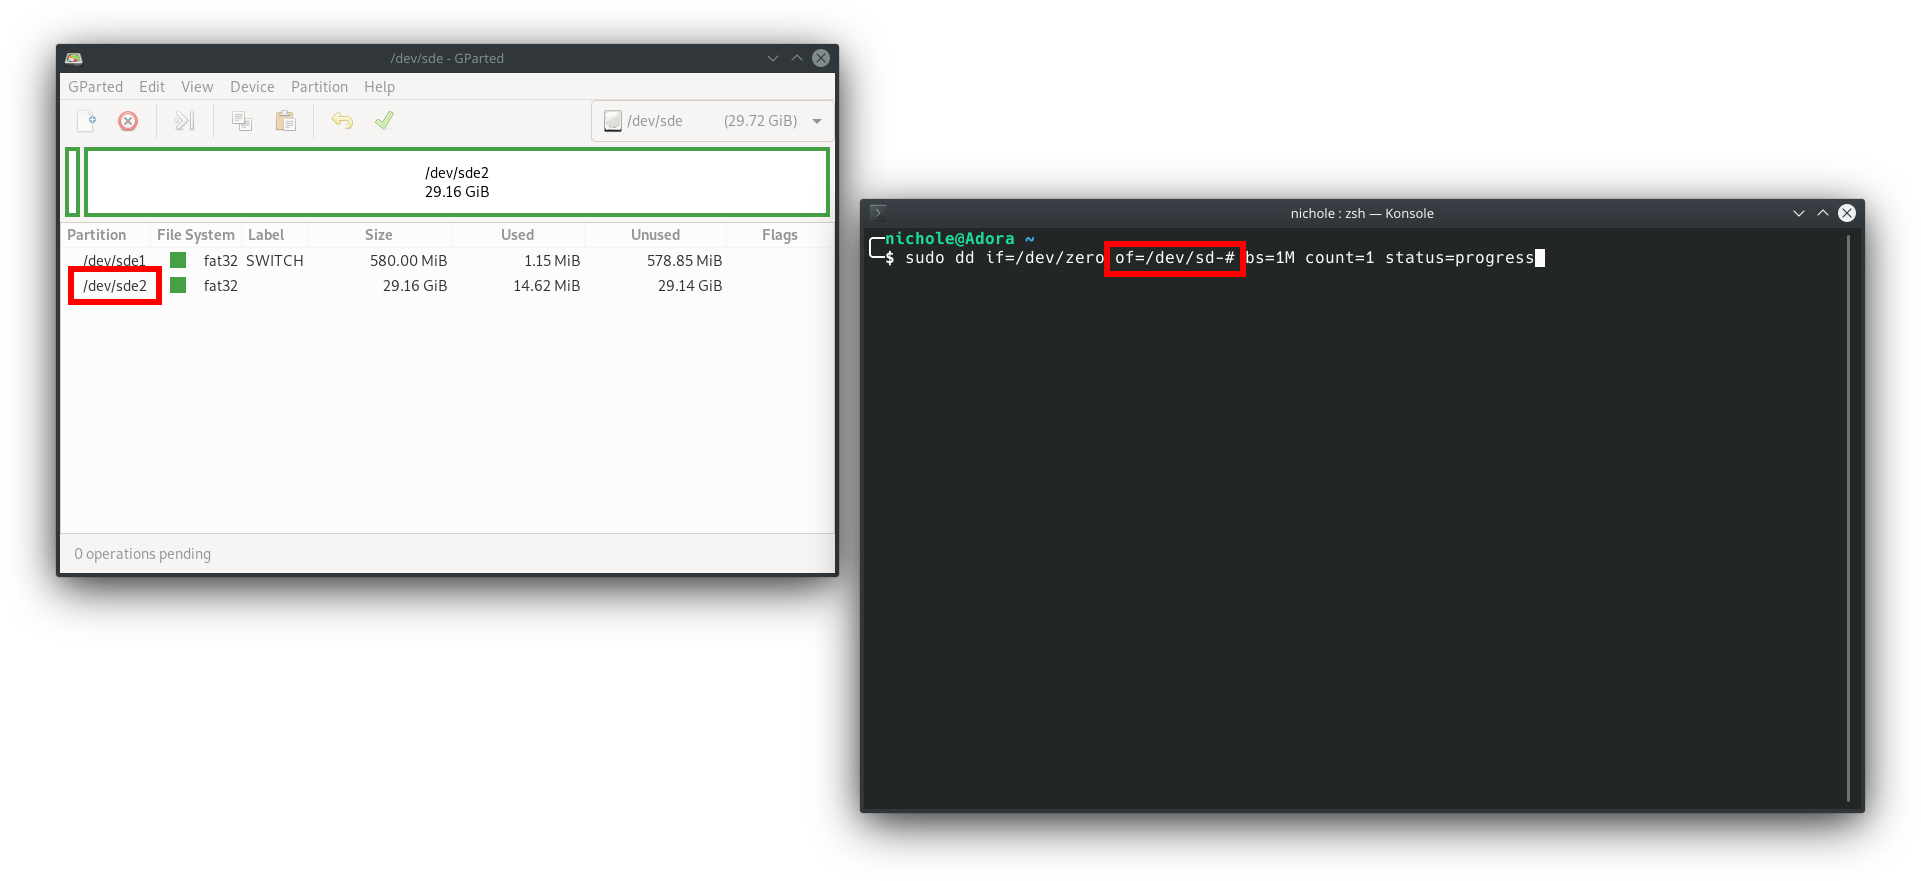 /dev/sde - GParted
GParted Edit View Device Partition Help
/dev/sde (29.72 GiB)
/dev/sde2
29.16 GiB
Partition File System Label Size Used Unused Flags
/dev/sde1 fat32 SWITCH 580.00 MiB 1.15 MiB 578.85 MiB
/dev/sde2 fat32 29.16 GiB 14.62 MiB 29.14 GiB
0 operations pending
nichole : zsh — Konsole
nichole@Adora ~
$ sudo dd if=/dev/zero of=/dev/sd-# bs=1M count=1 status=progress